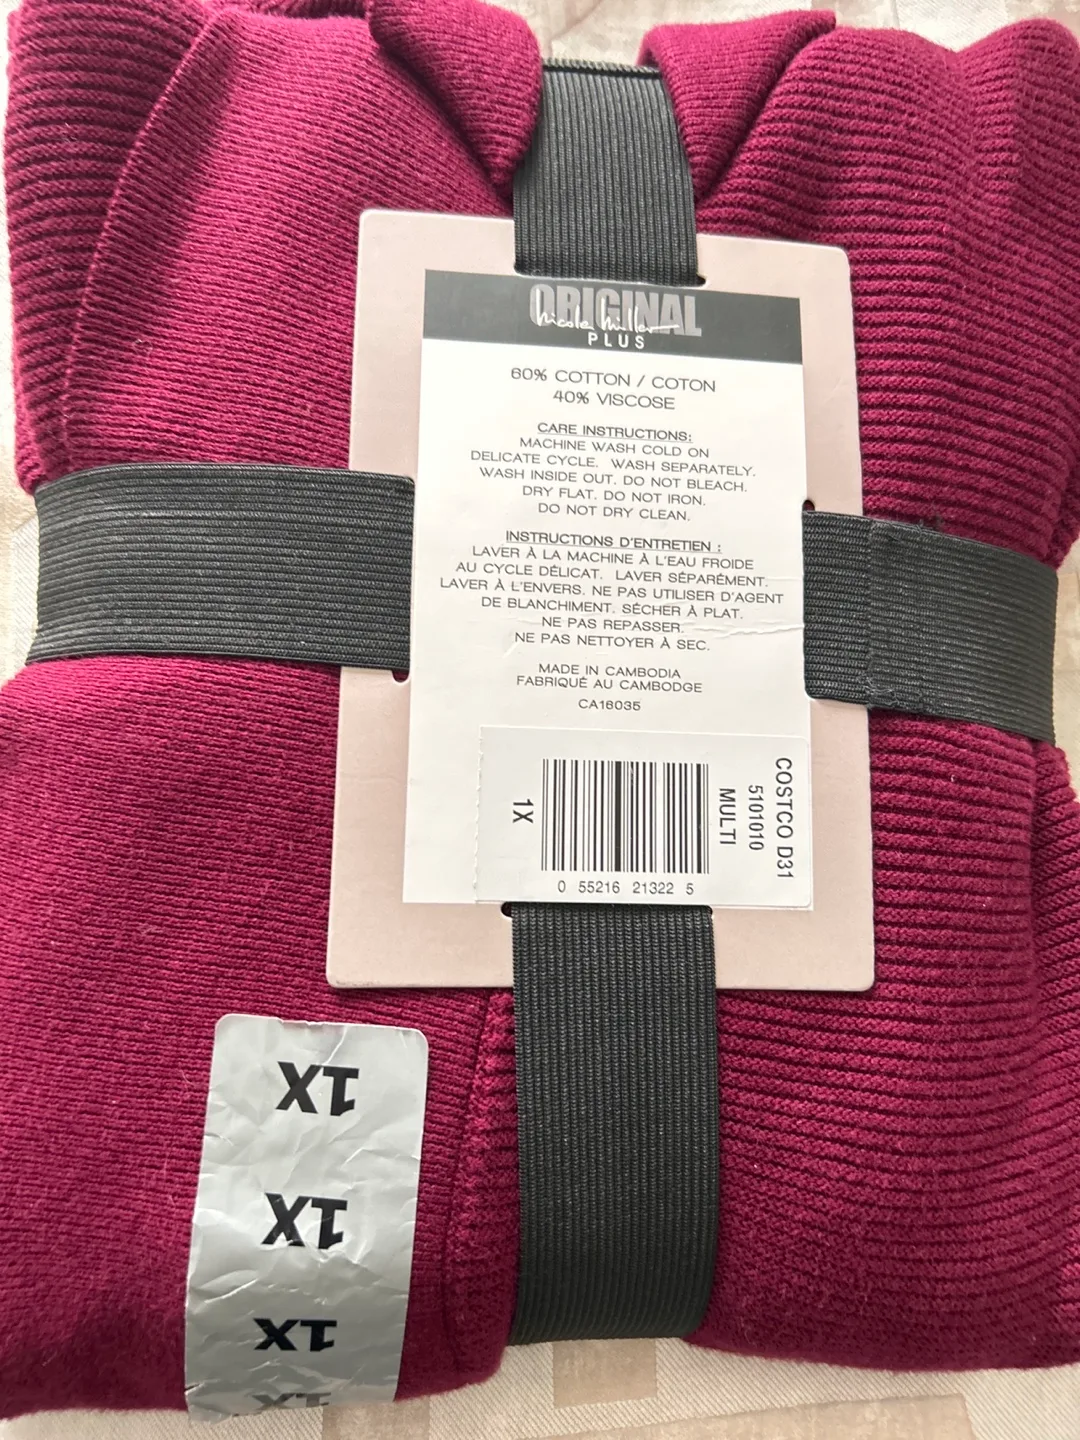 ORIGINAL
Nicole Miller
PLUS
60% COTTON / COTON
40% VISCOSE
CARE INSTRUCTIONS:
MACHINE WASH COLD ON
DELICATE CYCLE. WASH SEPARATELY.
WASH INSIDE OUT. DO NOT BLEACH.
DRY FLAT. DO NOT IRON.
DO NOT DRY CLEAN.
INSTRUCTIONS D'ENTRETIEN :
LAVER À LA MACHINE À L'EAU FROIDE
AU CYCLE DÉLICAT. LAVER SÉPARÉMENT.
LAVER À L'ENVERS. NE PAS UTILISER D'AGENT
DE BLANCHIMENT. SÉCHER À PLAT.
NE PAS REPASSER.
NE PAS NETTOYER À SEC.
MADE IN CAMBODIA
FABRIQUÉ AU CAMBODGE
CA16035
COSTCO D31
5101010
MULTI
1X
0 55216 21322 5
1X
1X
1X
1X